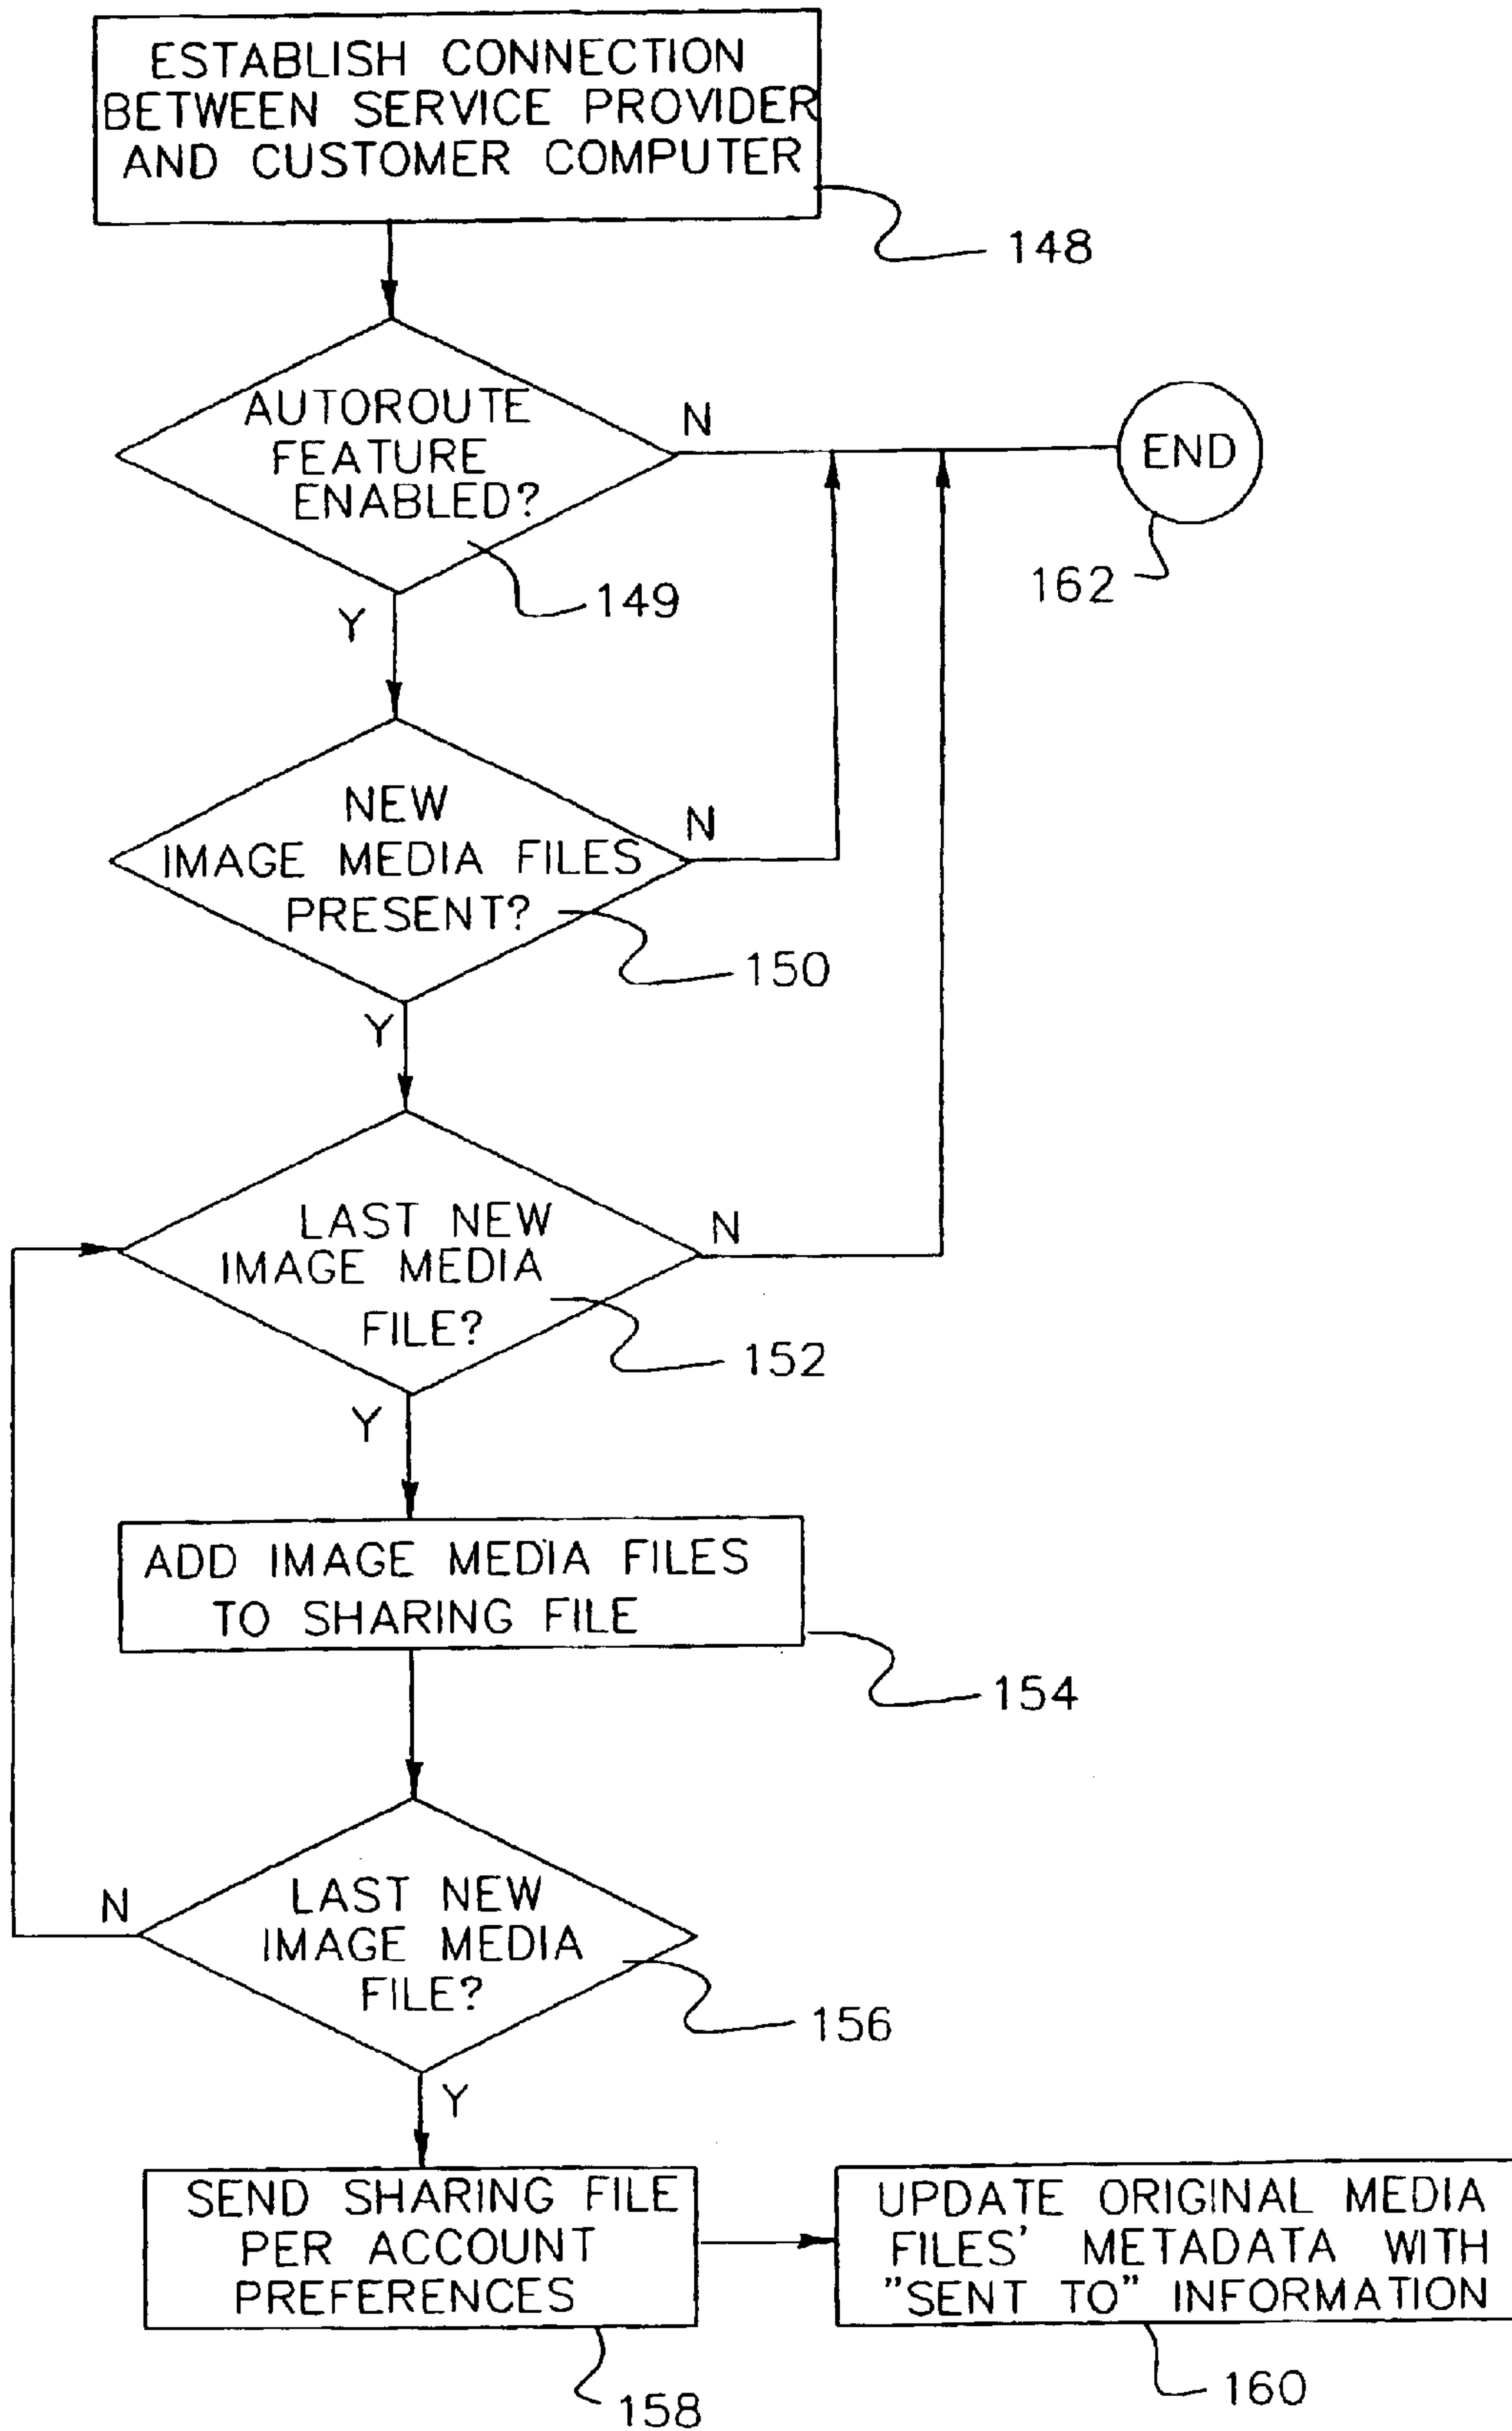 ESTABLISH CONNECTION
BETWEEN SERVICE PROVIDER
AND CUSTOMER COMPUTER
148
AUTOROUTE
FEATURE
ENABLED?
N
END
149
162
Y
NEW
IMAGE MEDIA FILES
PRESENT?
N
150
Y
LAST NEW
IMAGE MEDIA
FILE?
N
152
Y
ADD IMAGE MEDIA FILES
TO SHARING FILE
154
LAST NEW
IMAGE MEDIA
FILE?
N
156
Y
SEND SHARING FILE
PER ACCOUNT
PREFERENCES
158
UPDATE ORIGINAL MEDIA
FILES' METADATA WITH
"SENT TO" INFORMATION
160